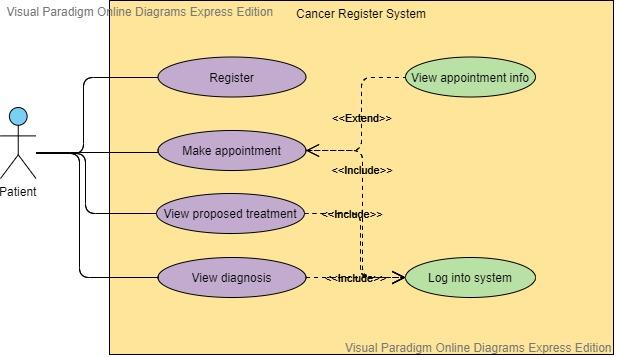 Visual Paradigm Online Diagrams Express Edition
Cancer Register System
Register
View appointment info
<<Extend>>
Make appointment
<<Include>>
Patient
View proposed treatment
<<Include>>
View diagnosis
<<Include>>
Log into system
Visual Paradigm Online Diagrams Express Edition